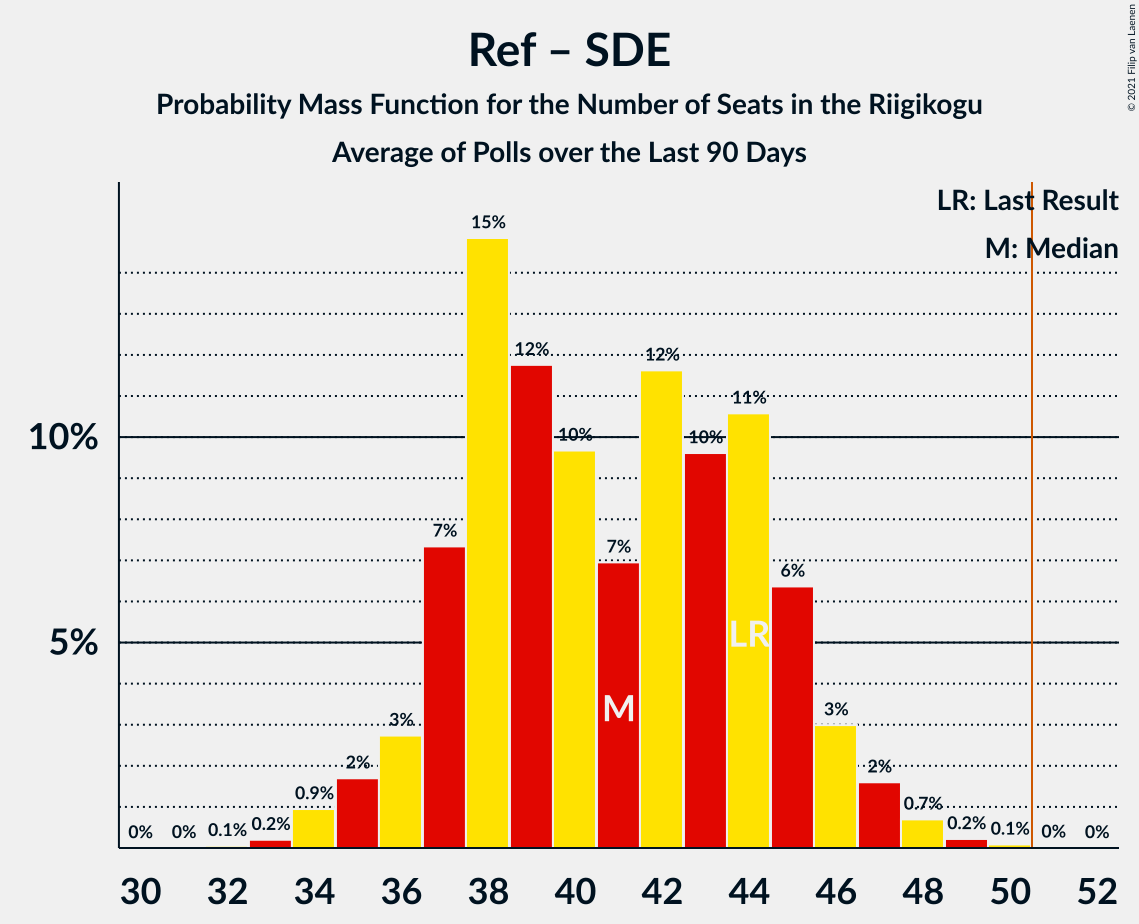 Ref – SDE
Probability Mass Function for the Number of Seats in the Riigikogu
Average of Polls over the Last 90 Days
© 2021 Filip van Laenen
LR: Last Result
M: Median
15%
12%
12%
11%
10%
10%
10%
7%
7%
6%
5%
LR
M
3%
3%
2%
2%
0.9%
0.7%
0% 0% 0.1% 0.2% 0.2% 0.1% 0% 0%
30 32 34 36 38 40 42 44 46 48 50 52